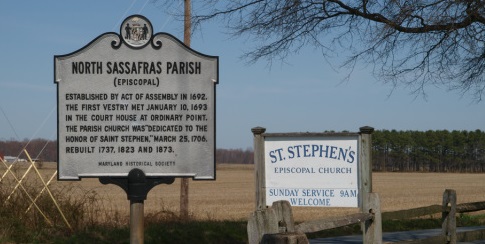 NORTH SASSAFRAS PARISH
(EPISCOPAL)
ESTABLISHED BY ACT OF ASSEMBLY IN 1692.
THE FIRST VESTRY MET JANUARY 10, 1693
IN THE COURT HOUSE AT ORDINARY POINT.
THE PARISH CHURCH WAS "DEDICATED TO THE
HONOR OF SAINT STEPHEN," MARCH 25, 1706.
REBUILT 1737, 1823 AND 1873.
MARYLAND HISTORICAL SOCIETY
ST. STEPHEN'S
EPISCOPAL CHURCH
SUNDAY SERVICE 9AM
WELCOME